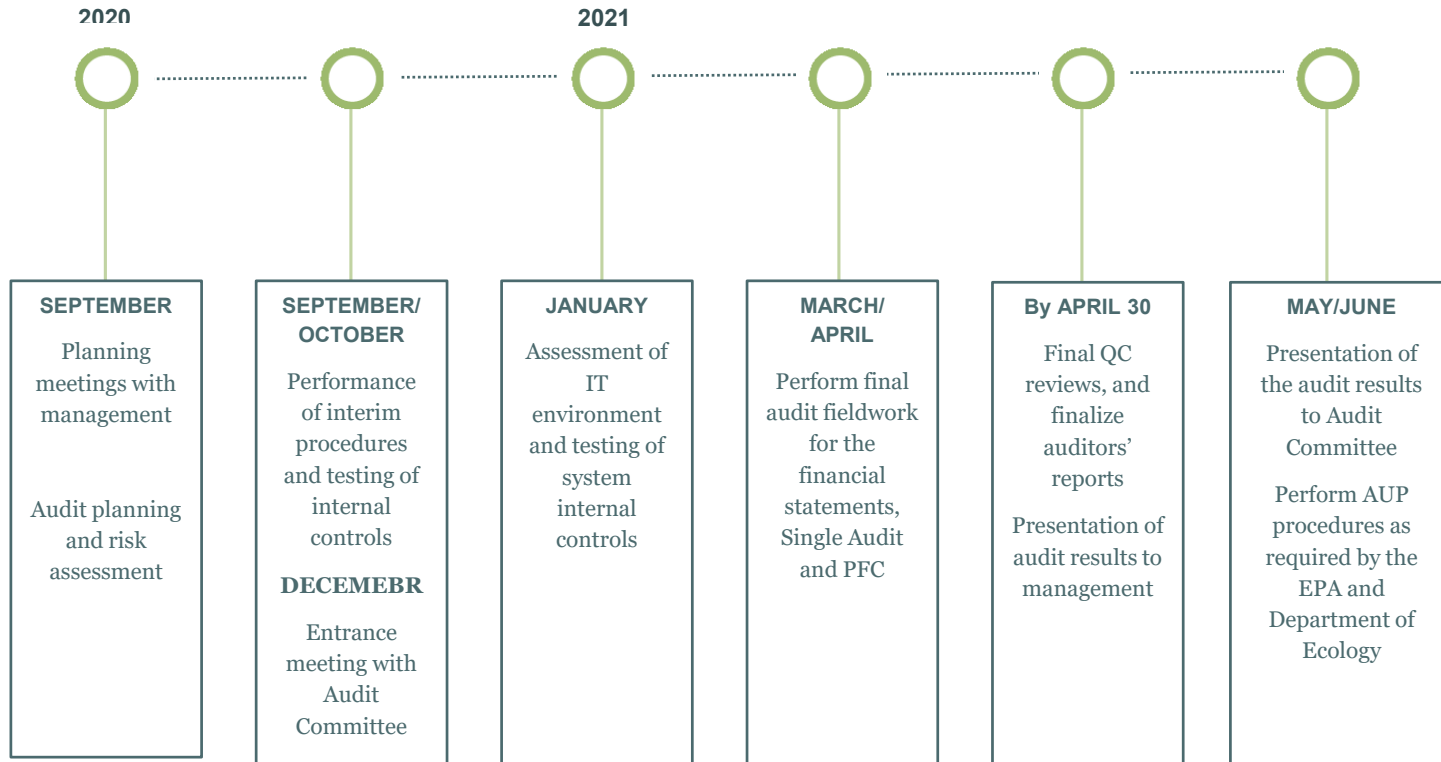 2020
2021
SEPTEMBER
Planning
meetings with
management
Audit planning
and risk
assessment
SEPTEMBER/
OCTOBER
Performance
of interim
procedures
and testing of
internal
controls
DECEMEBR
Entrance
meeting with
Audit
Committee
JANUARY
Assessment of
IT
environment
and testing of
system
internal
controls
MARCH/
APRIL
Perform final
audit fieldwork
for the
financial
statements,
Single Audit
and PFC
By APRIL 30
Final QC
reviews, and
finalize
auditors’
reports
Presentation of
audit results to
management
MAY/JUNE
Presentation of
the audit results
to Audit
Committee
Perform AUP
procedures as
required by the
EPA and
Department of
Ecology